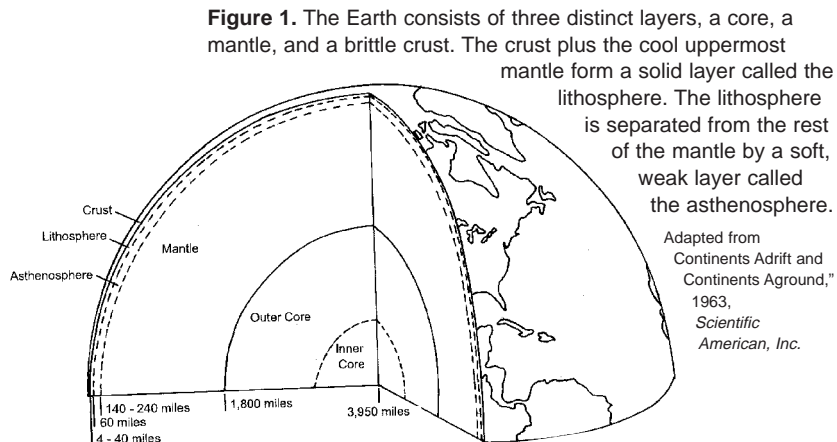 Figure 1. The Earth consists of three distinct layers, a core, a
mantle, and a brittle crust. The crust plus the cool uppermost
mantle form a solid layer called the
lithosphere. The lithosphere
is separated from the rest
of the mantle by a soft,
weak layer called
the asthenosphere.
Adapted from
Continents Adrift and
Continents Aground,"
1963,
Scientific
American, Inc.
Crust
Lithosphere
Asthenosphere
Mantle
Outer Core
Inner
Core
140 - 240 miles
60 miles
4 - 40 miles
1,800 miles
3,950 miles